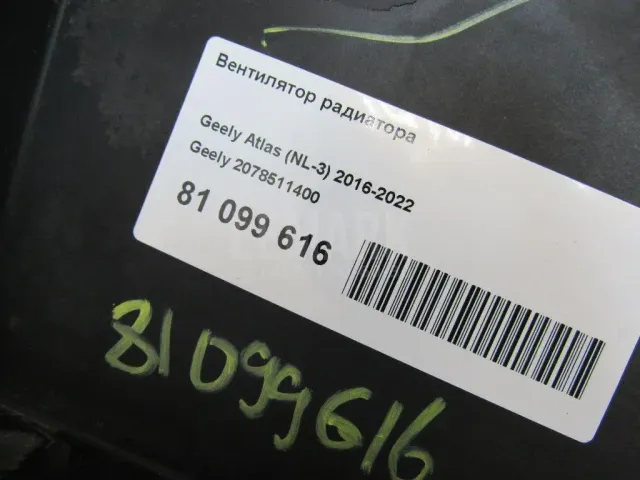 Вентилятор радиатора
Geely Atlas (NL-3) 2016-2022
Geely 2078511400
81 099 616
81099616